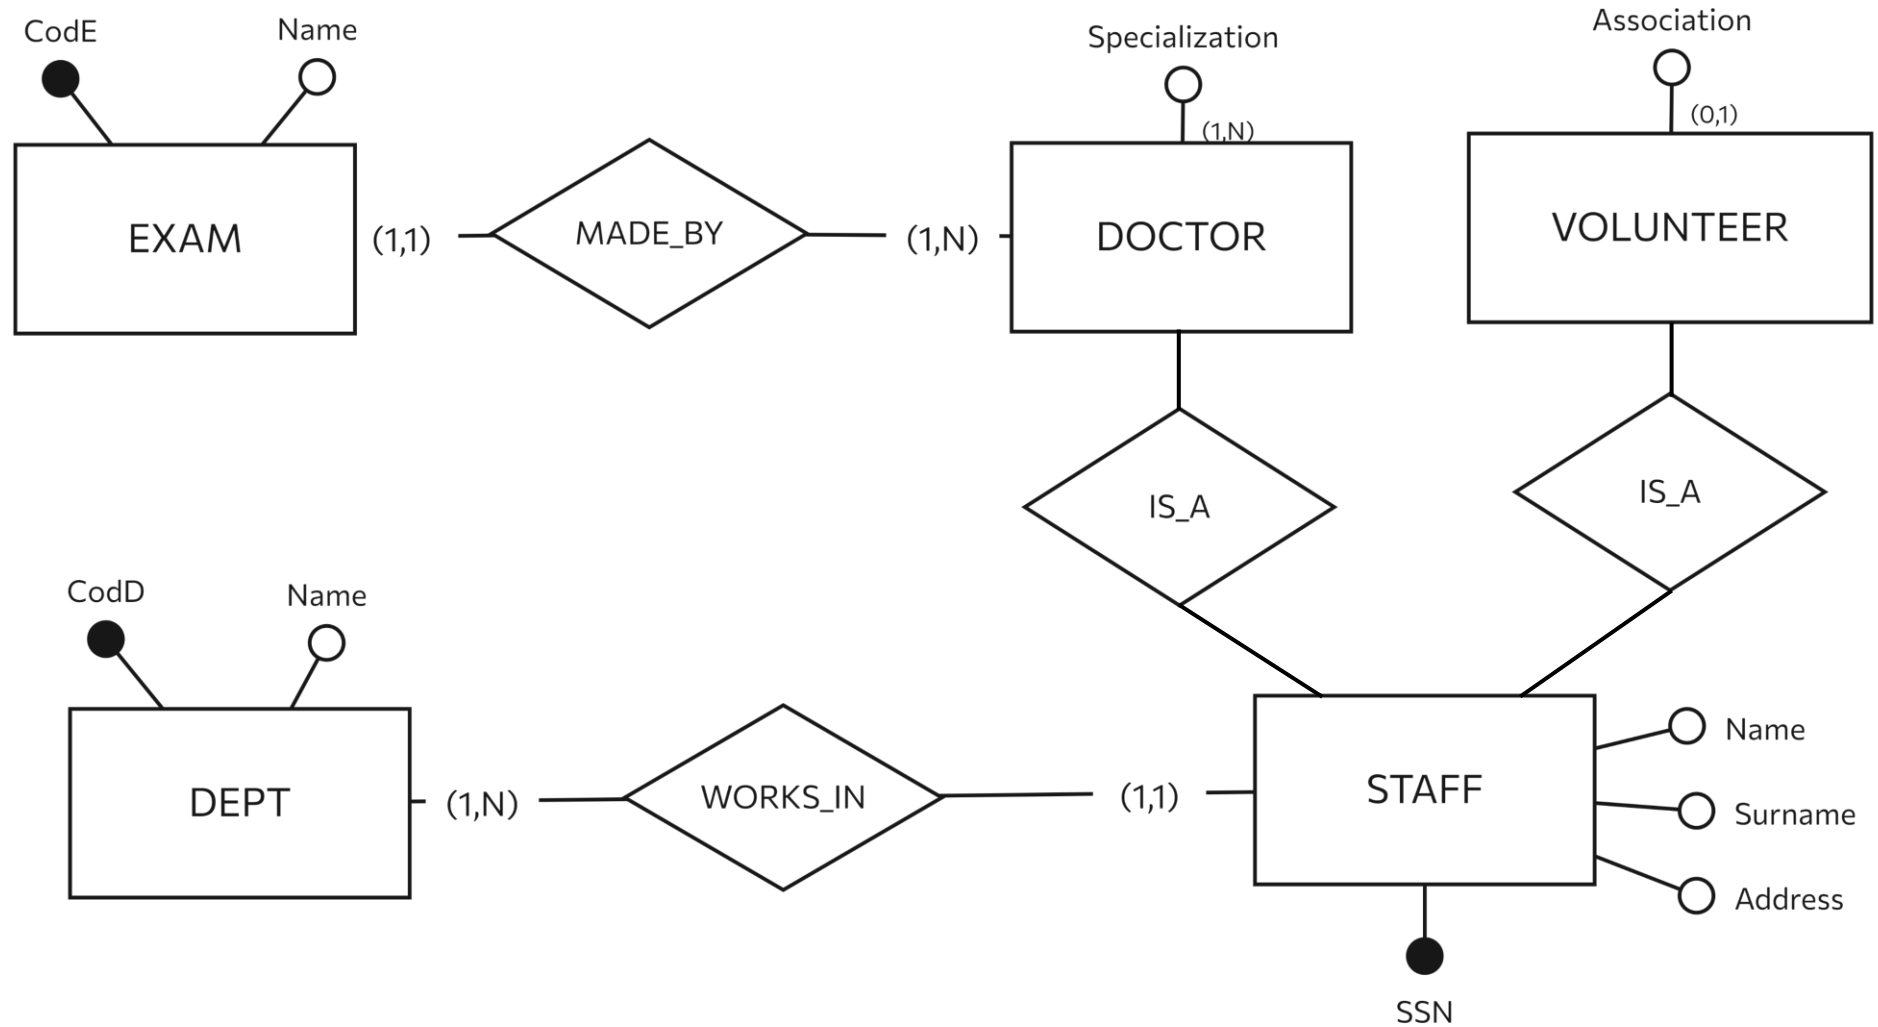 CodE
Name
Specialization
Association
(1,N)
(0,1)
EXAM
(1,1)
MADE_BY
(1,N)
DOCTOR
VOLUNTEER
IS_A
IS_A
CodD
Name
DEPT
(1,N)
WORKS_IN
(1,1)
STAFF
Name
Surname
Address
SSN